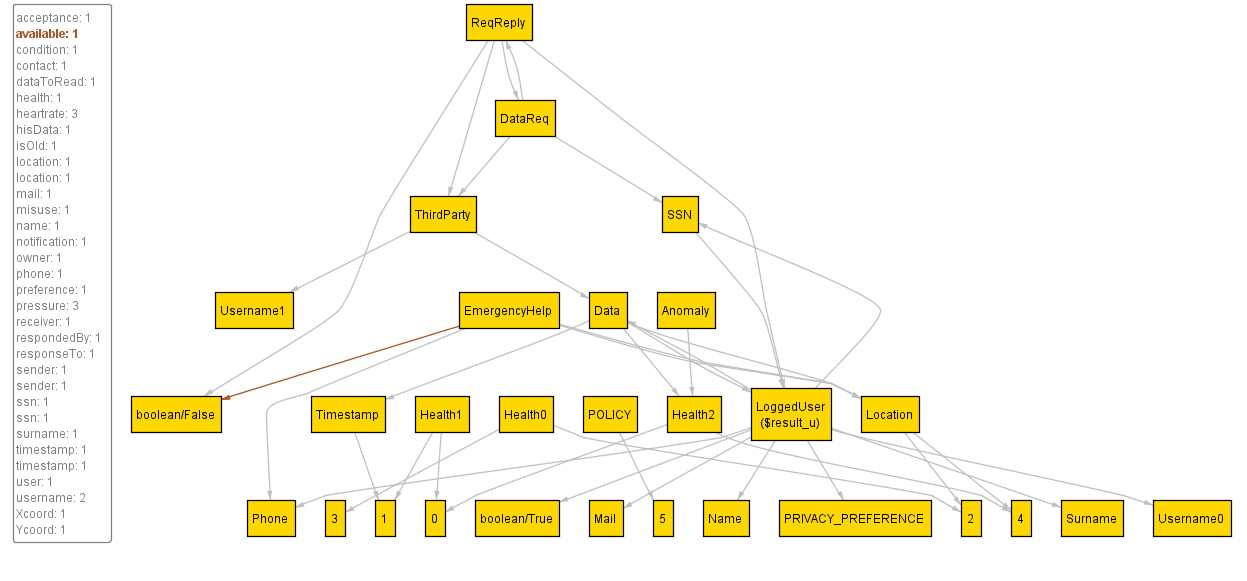 acceptance: 1
available: 1
condition: 1
contact: 1
dataToRead: 1
health: 1
heartrate: 3
hisData: 1
isOld: 1
location: 1
location: 1
mail: 1
misuse: 1
name: 1
notification: 1
owner: 1
phone: 1
preference: 1
pressure: 3
receiver: 1
respondedBy: 1
responseTo: 1
sender: 1
sender: 1
ssn: 1
ssn: 1
surname: 1
timestamp: 1
timestamp: 1
user: 1
username: 2
Xcoord: 1
Ycoord: 1
ReqReply
DataReq
ThirdParty
SSN
Username1
EmergencyHelp
Data
Anomaly
boolean/False
Timestamp
Health1
Health0
POLICY
Health2
LoggedUser
($result_u)
Location
Phone
3
1
0
boolean/True
Mail
5
Name
PRIVACY_PREFERENCE
2
4
Surname
Username0